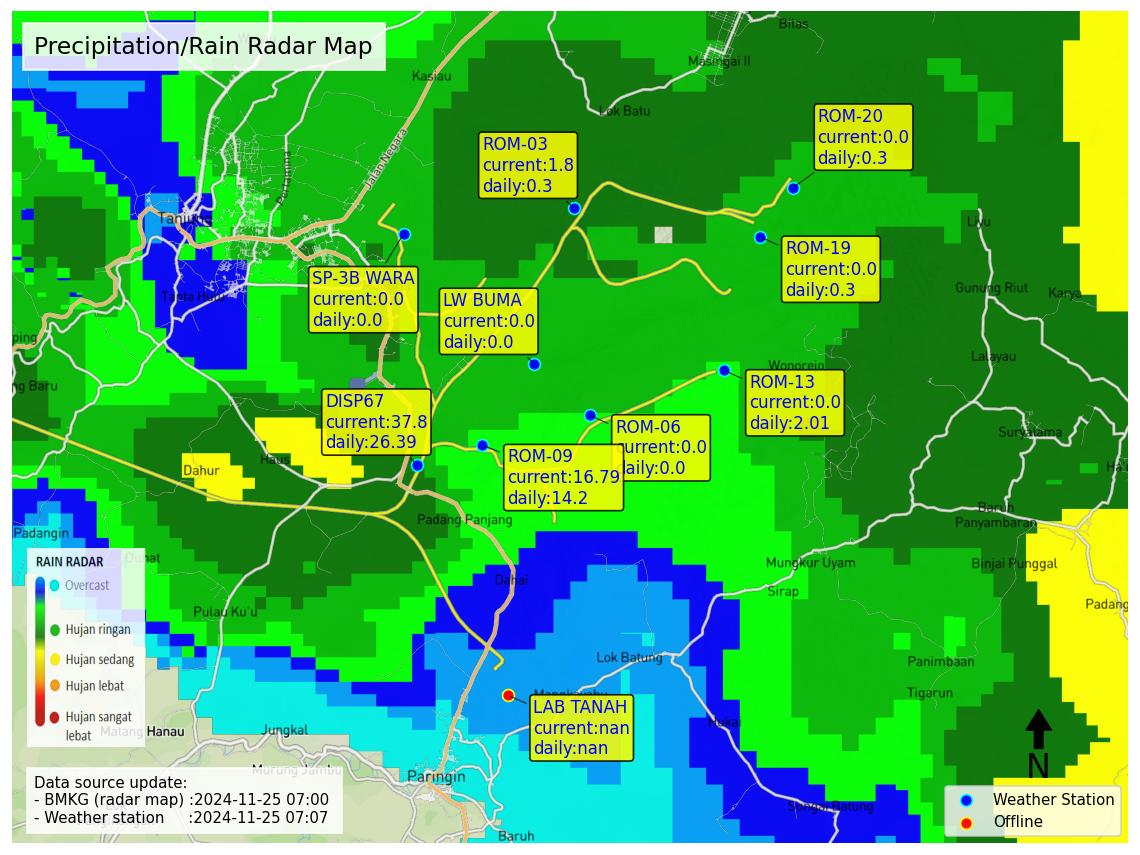 Precipitation/Rain Radar Map
Bilas
Masingai II
Kasiau
Lok Batu
Jalan Negara
Pertamina
ROM-20
current:0.0
daily:0.3
ROM-03
current:1.8
daily:0.3
Tanjung
Liyu
ROM-19
current:0.0
daily:0.3
SP-3B WARA
current:0.0
daily:0.0
LW BUMA
current:0.0
daily:0.0
Tanta Hulu
Gunung Riut
Karya
ping
Lalayau
Wonorejo
ng Baru
ROM-13
current:0.0
daily:2.01
DISP67
current:37.8
daily:26.39
ROM-06
current:0.0
daily:0.0
Suryatama
Haus
Dahur
ROM-09
current:16.79
daily:14.2
Baruh
Panyambaran
Padang Panjang
Padangin
Mungkur Uyam
Binjai Punggal
Dahai
Sirap
Padang
Pulau Ku'u
RAIN RADAR
Overcast
Hujan ringan
Hujan sedang
Hujan lebat
Hujan sangat
lebat
Lok Batung
Panimbaan
Tigarun
LAB TANAH
current:nan
daily:nan
Hukai
Matang Hanau
Jungkal
Murung Jambu
Paringin
N
Data source update:
- BMKG (radar map) :2024-11-25 07:00
- Weather station :2024-11-25 07:07
Weather Station
Offline
Sungai Batung
Baruh